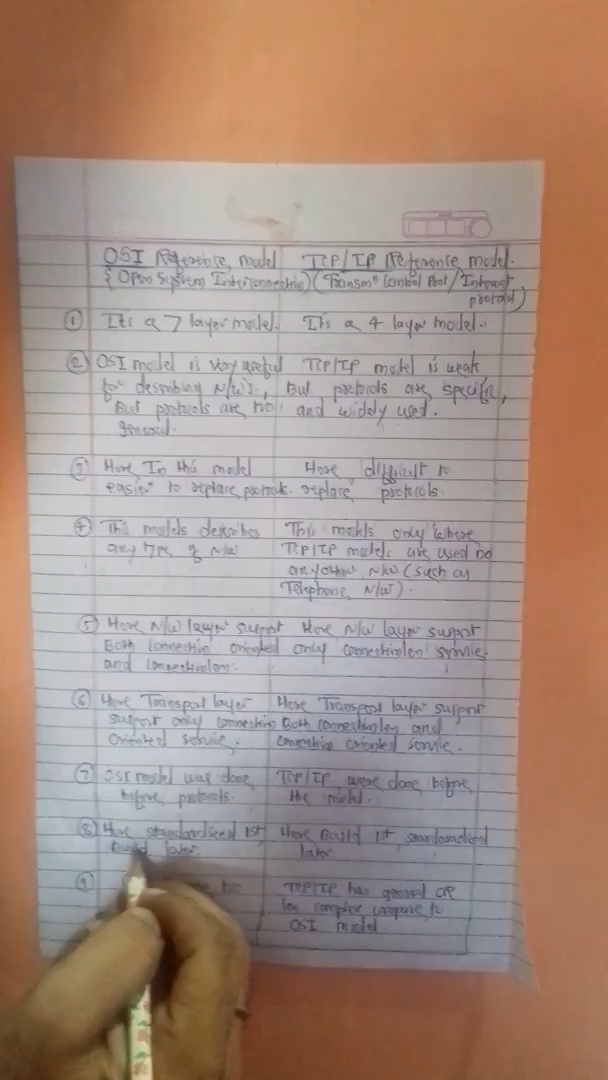 OSI Reference model TCP/IP Reference model.
(Open System Interconnection) (Transmn Control Prot/Internet
protocol)
① Its a 7 layer model. It's a 4 layer model.
② OSI model is very useful TCP/IP model is weak
for describing N/W's, But protocols are specific,
But protocols are no and widely used.
general.
③ Here In this model Here difficult to
easier to replace protocols. replace protocols.
④ This models describes This models only where
any type of N/W TCP/IP models are used no
any other N/W (such as
Telephone N/W).
⑤ Here N/W layer support Here N/W layer support
Both connection oriented only connectionless service
and connectionless.
⑥ Here Transport layer Here Transport layer support
support only connection Both connectionless and
oriented service. connection oriented service.
⑦ OSI model was done TCP/IP were done before
before protocols. the model.
⑧ Here standardized 1st, Here Build 1st, standardized
Build later. later.
⑨ TCP/IP has general or
less complex compare to
OSI model.